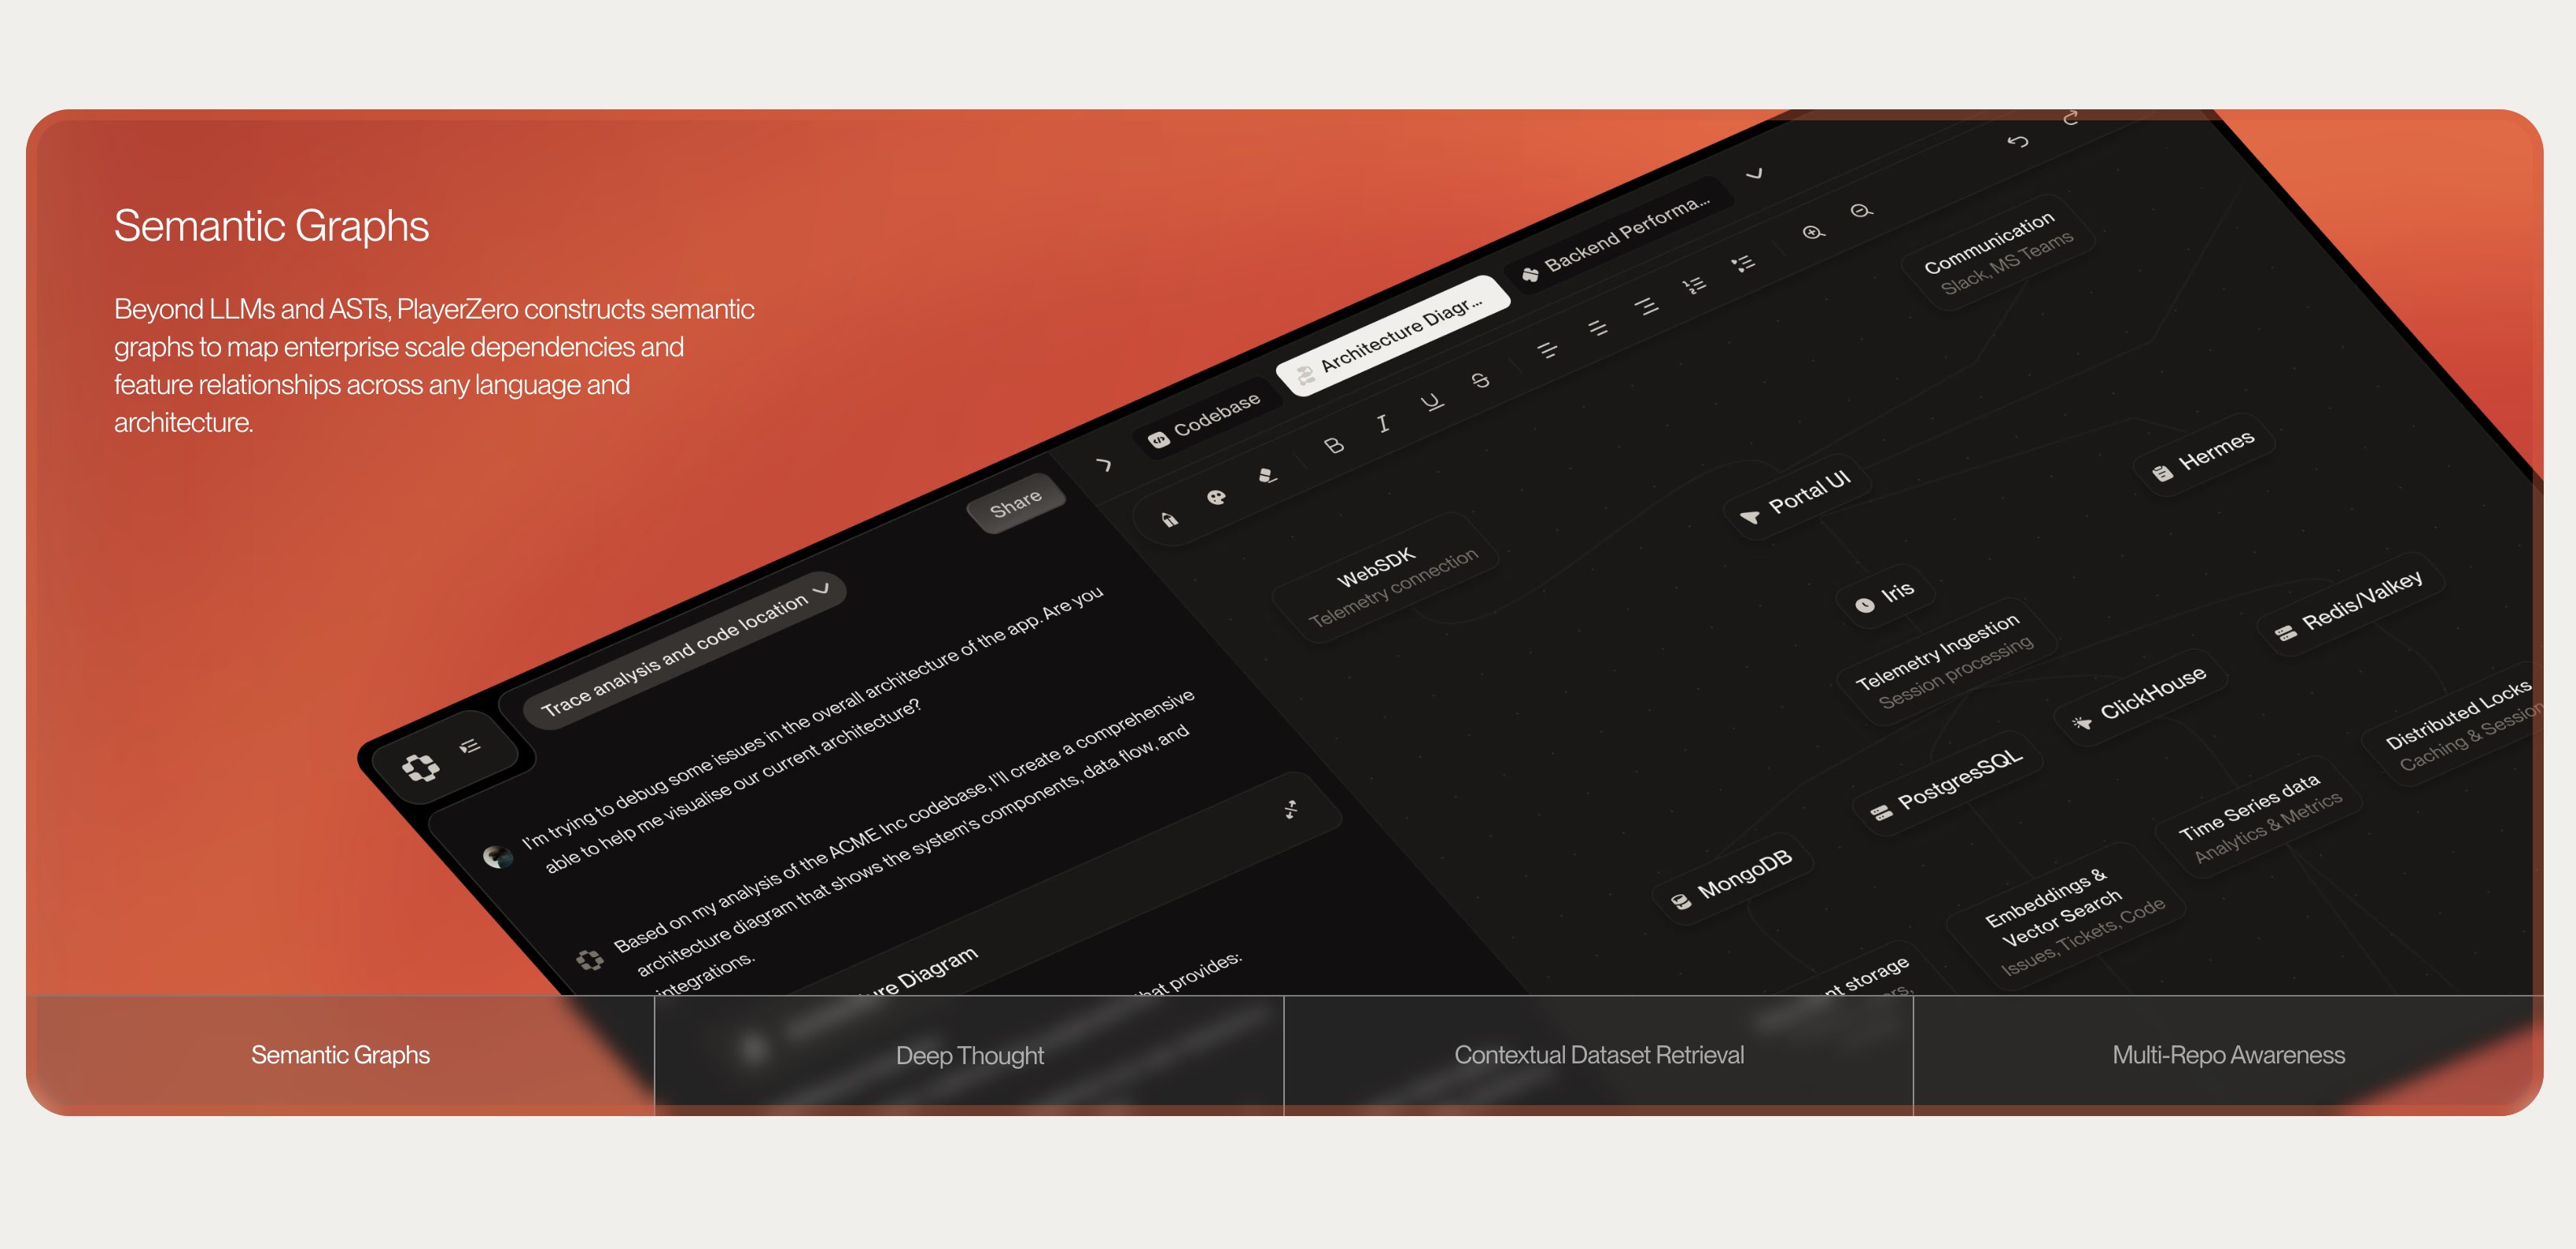 Semantic Graphs
Beyond LLMs and ASTs, PlayerZero constructs semantic
graphs to map enterprise scale dependencies and
feature relationships across any language and
architecture.
Share
Trace analysis and code location
I'm trying to debug some issues in the overall architecture of the app. Are you
able to help me visualise our current architecture?
Based on my analysis of the ACME Inc codebase, I'll create a comprehensive
architecture diagram that shows the system's components, data flow, and
integrations.
Diagram
provides:
Codebase
Architecture Diagr...
Backend Performa...
B I U S
Communication
Slack, MS Teams
Portal UI
Hermes
WebSDK
Telemetry connection
Iris
Telemetry Ingestion
Session processing
Redis/Valkey
ClickHouse
Distributed Locks
Caching & Session
PostgresSQL
Time Series data
Analytics & Metrics
MongoDB
Embeddings &
Vector Search
Issues, Tickets, Code
storage
Semantic Graphs
Deep Thought
Contextual Dataset Retrieval
Multi-Repo Awareness